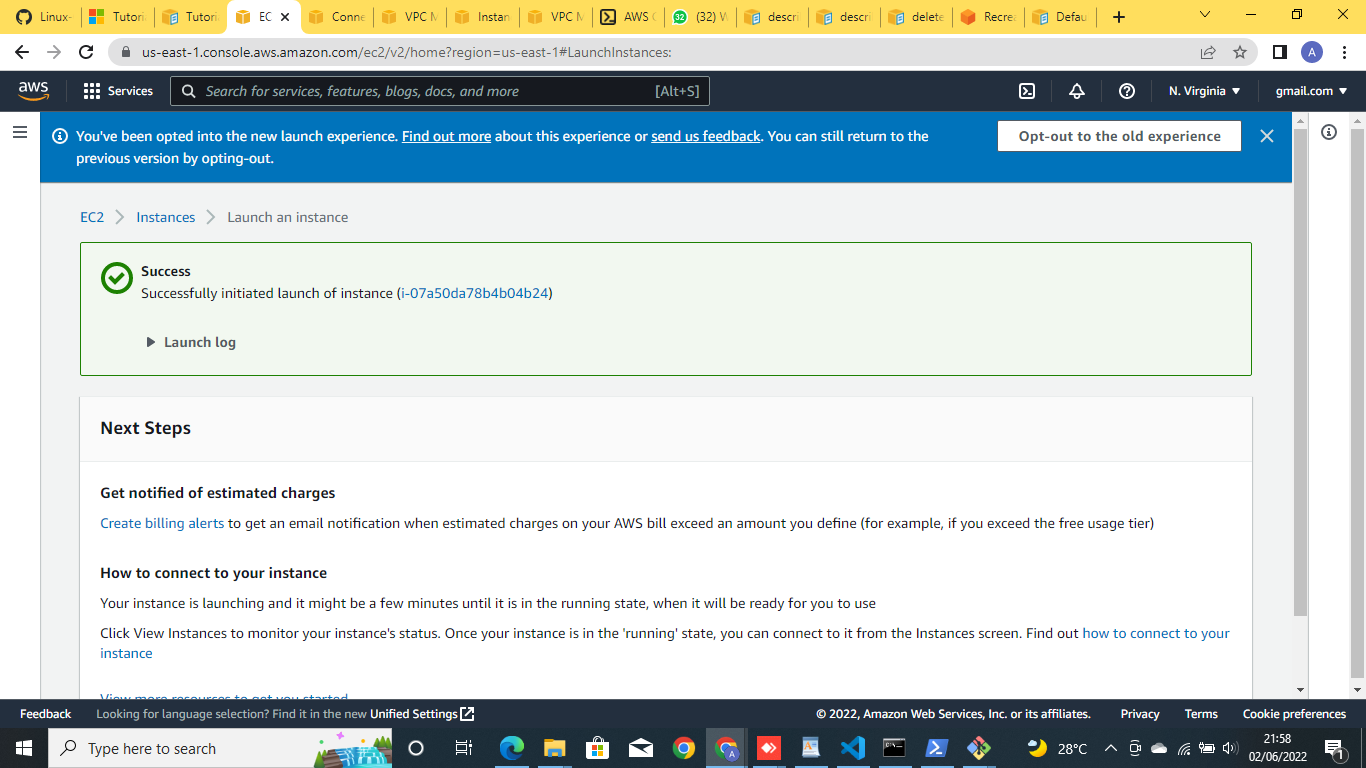 Linux-
Tutori
Tutori
EC
Conne
VPC M
Instan
VPC M
AWS
(32) W
descri
descri
delete
Recrea
Defau
us-east-1.console.aws.amazon.com/ec2/v2/home?region=us-east-1#LaunchInstances:
A
aws
Services
Search for services, features, blogs, docs, and more
[Alt+S]
N. Virginia
gmail.com
You've been opted into the new launch experience. Find out more about this experience or send us feedback. You can still return to the
previous version by opting-out.
Opt-out to the old experience
EC2
Instances
Launch an instance
Success
Successfully initiated launch of instance (i-07a50da78b4b04b24)
Launch log
Next Steps
Get notified of estimated charges
Create billing alerts to get an email notification when estimated charges on your AWS bill exceed an amount you define (for example, if you exceed the free usage tier)
How to connect to your instance
Your instance is launching and it might be a few minutes until it is in the running state, when it will be ready for you to use
Click View Instances to monitor your instance's status. Once your instance is in the 'running' state, you can connect to it from the Instances screen. Find out how to connect to your
instance
View more resources to get you started
Feedback
Looking for language selection? Find it in the new Unified Settings
© 2022, Amazon Web Services, Inc. or its affiliates.
Privacy
Terms
Cookie preferences
Type here to search
28°C
21:58
02/06/2022
1